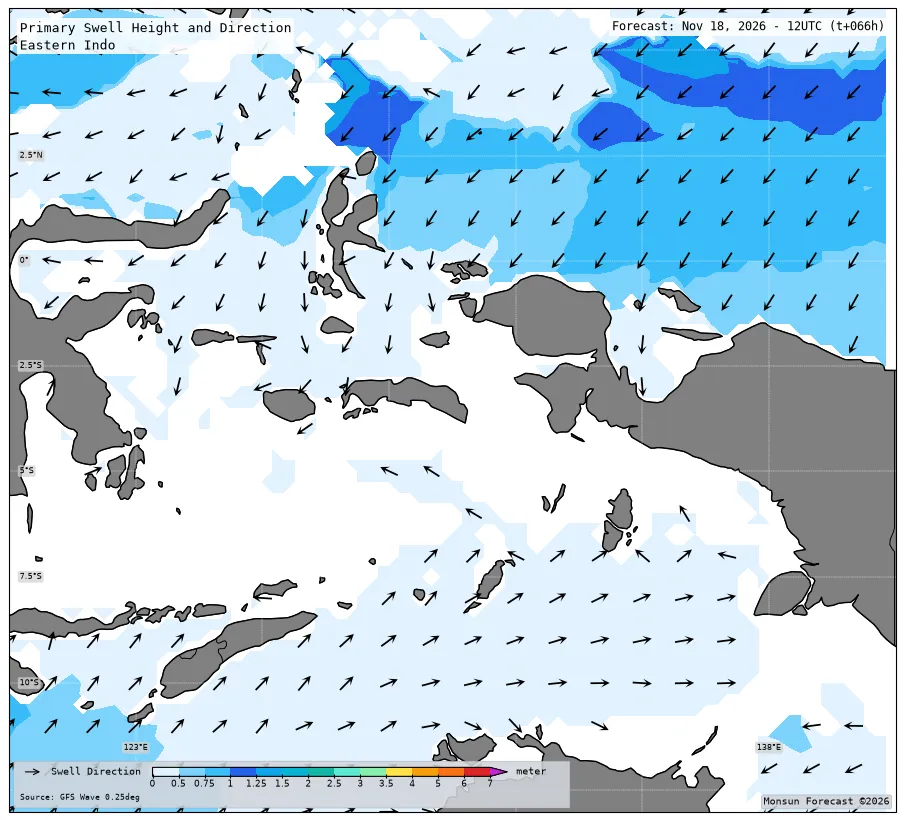 Primary Swell Height and Direction
Eastern Indo
Forecast: Nov 18, 2026 - 12UTC (t+066h)
2.5°N
0°
2.5°S
5°S
7.5°S
10°S
123°E
138°E
Swell Direction
meter
0 0.5 0.75 1 1.25 1.5 2 2.5 3 3.5 4 5 6 7
Source: GFS Wave 0.25deg
Monsun Forecast ©2026